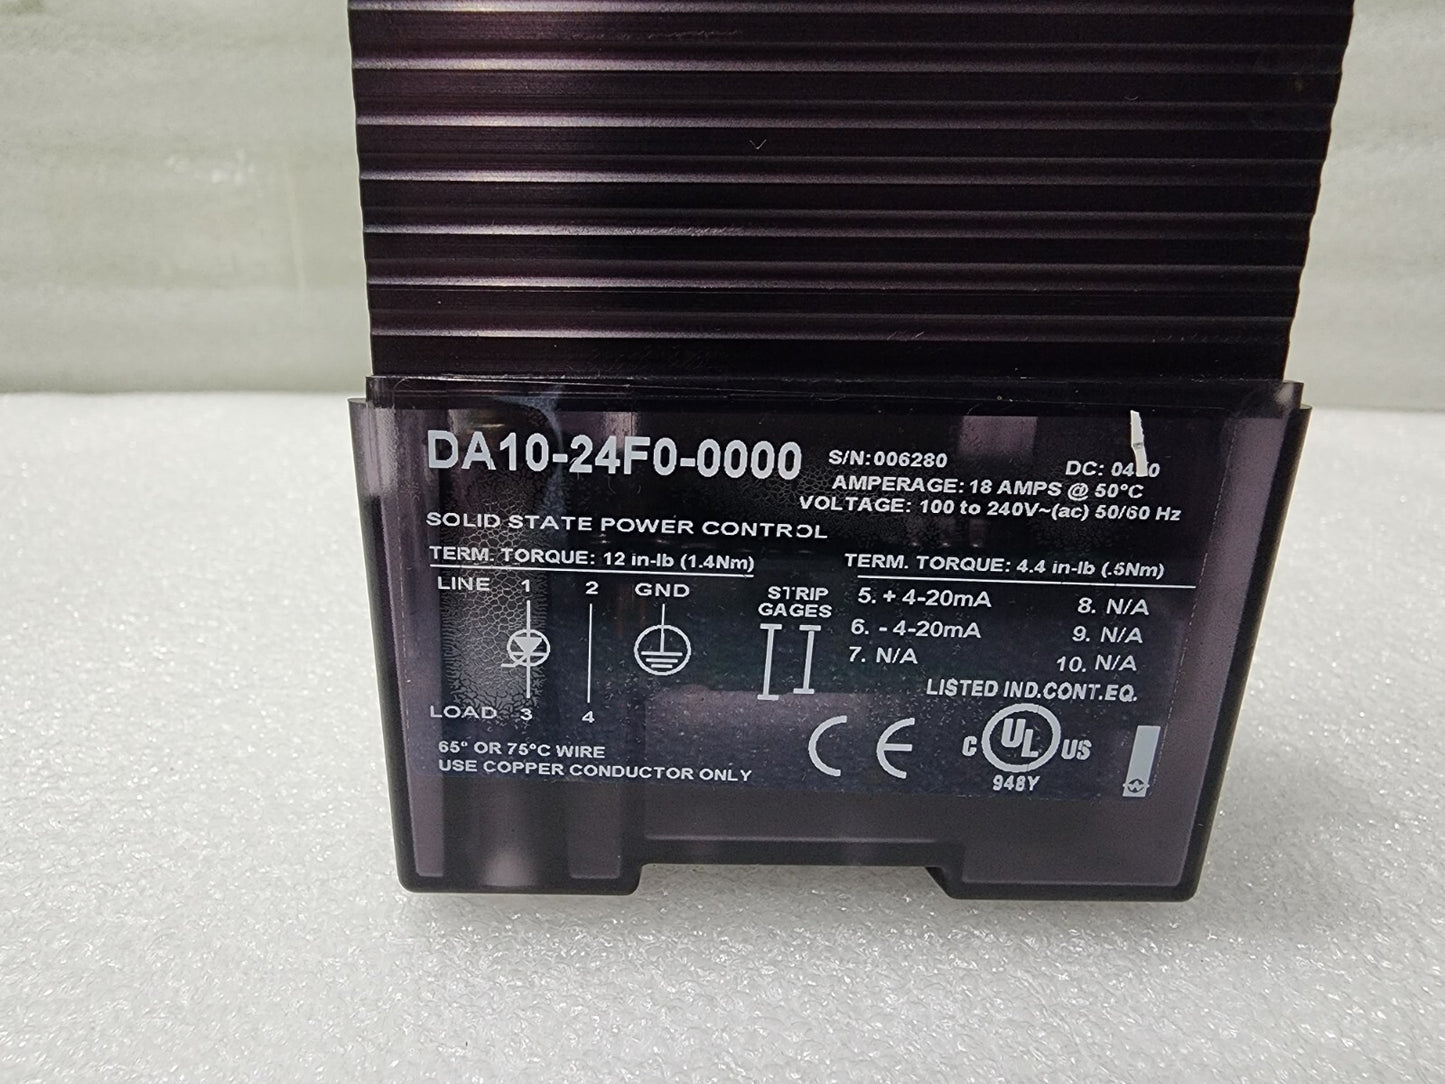 DA10-24F0-0000 S/N:006280
AMPERAGE: 18 AMPS @ 50°C
VOLTAGE: 100 to 240V~(ac) 50/60 Hz
SOLID STATE POWER CONTROL
TERM. TORQUE: 12 in-lb (1.4Nm)
LINE 1 2 GND
LOAD 3 4
65° OR 75°C WIRE
USE COPPER CONDUCTOR ONLY
STRIP
GAGES
TERM. TORQUE: 4.4 in-lb (.5Nm)
5. + 4-20mA 8. N/A
6. - 4-20mA 9. N/A
7. N/A 10. N/A
LISTED IND.CONT.EQ.
CE
C UL US
948Y